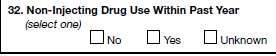 32. Non-Injecting Drug Use Within Past Year
(select one)
No Yes Unknown